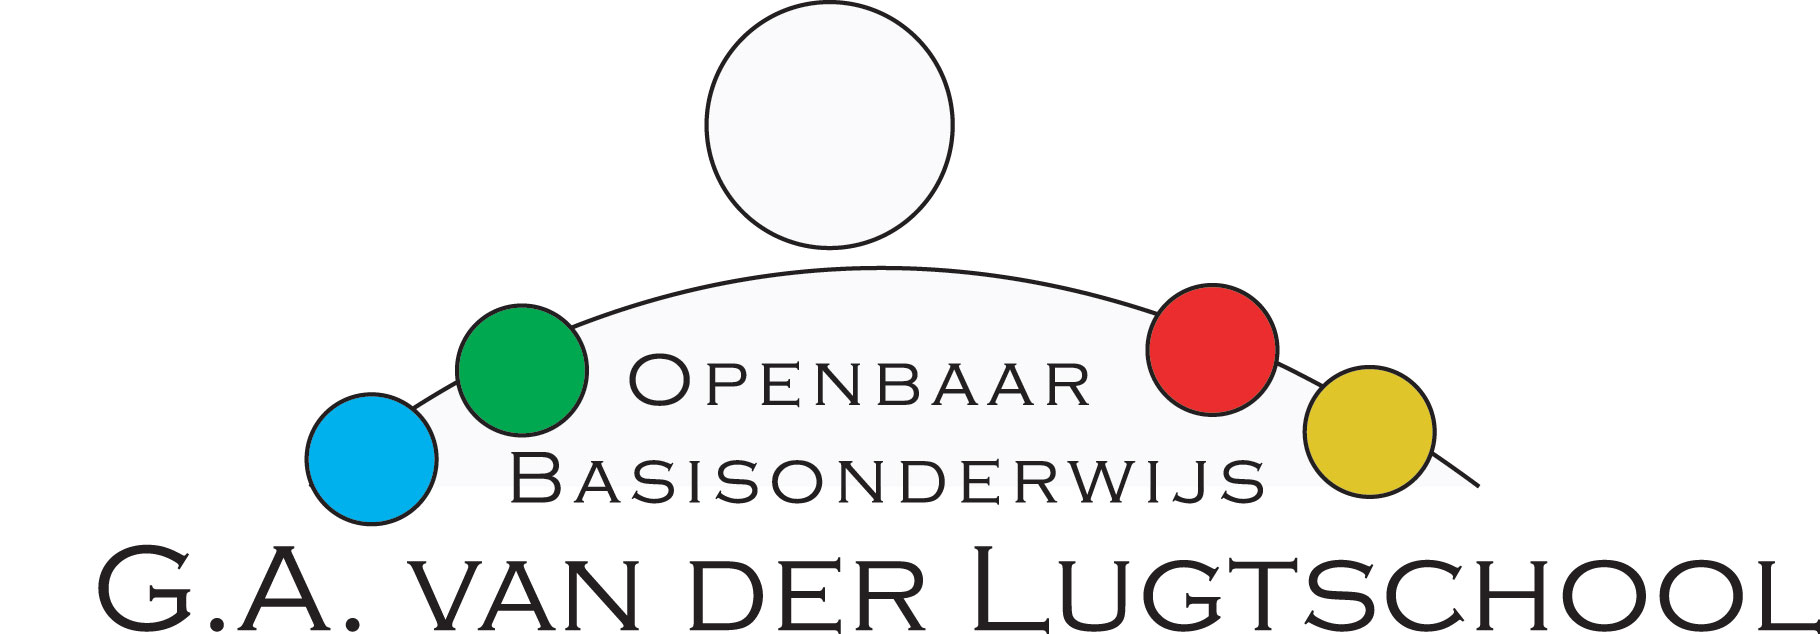 Openbaar
Basisonderwijs
G.A. van der Lugtschool